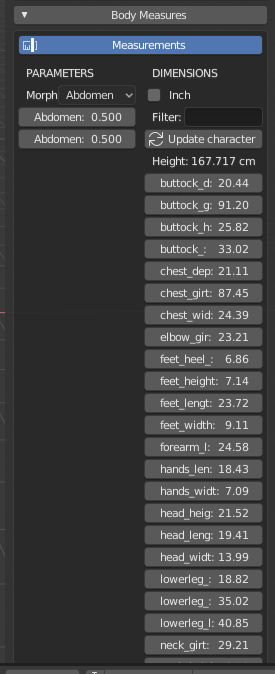 Body Measures
Measurements
PARAMETERS
Morph Abdomen
Abdomen: 0.500
Abdomen: 0.500
DIMENSIONS
Inch
Filter:
Update character
Height: 167.717 cm
buttock_d: 20.44
buttock_g: 91.20
buttock_h: 25.82
buttock_: 33.02
chest_dep: 21.11
chest_girt: 87.45
chest_wid: 24.39
elbow_gir: 23.21
feet_heel_: 6.86
feet_height: 7.14
feet_lengt: 23.72
feet_width: 9.11
forearm_l: 24.58
hands_len: 18.43
hands_widt: 7.09
head_heig: 21.52
head_leng: 19.41
head_widt: 13.99
lowerleg_: 18.82
lowerleg_: 35.02
lowerleg_l: 40.85
neck_girt: 29.21